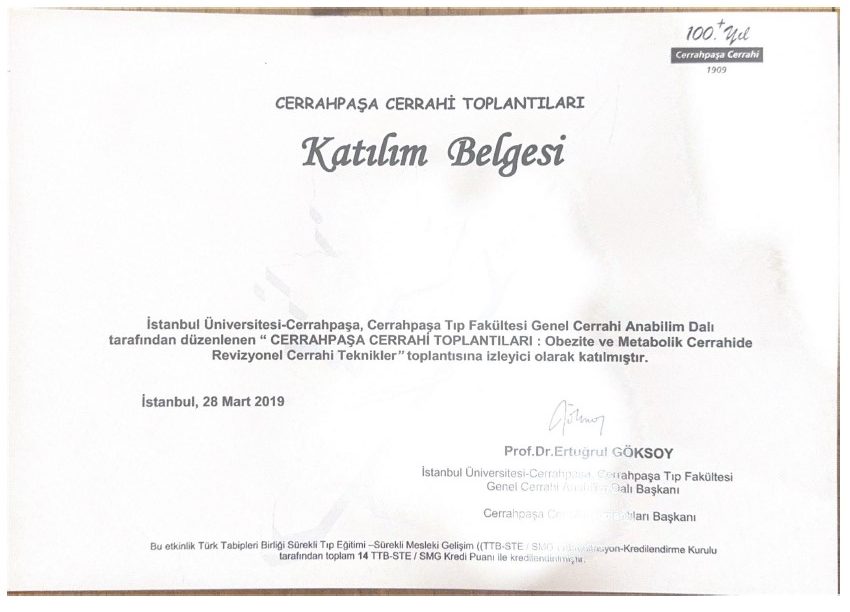 100.+ Yıl
Cerrahpaşa Cerrahi
1909
CERRAHPAŞA CERRAHİ TOPLANTILARI
Katılım Belgesi
İstanbul Üniversitesi-Cerrahpaşa, Cerrahpaşa Tıp Fakültesi Genel Cerrahi Anabilim Dalı
tarafından düzenlenen “ CERRAHPAŞA CERRAHİ TOPLANTILARI : Obezite ve Metabolik Cerrahide
Revizyonel Cerrahi Teknikler” toplantısına izleyici olarak katılmıştır.
İstanbul, 28 Mart 2019
Göksoy
Prof.Dr.Ertuğrul GÖKSOY
İstanbul Üniversitesi-Cerrahpaşa, Cerrahpaşa Tıp Fakültesi
Genel Cerrahi Dalı Başkanı
Cerrahpaşa Başkanı
Bu etkinlik Türk Tabipleri Birliği Sürekli Tıp Eğitimi –Sürekli Mesleki Gelişim ((TTB-STE / SMG Kurulu
tarafından toplam 14 TTB-STE / SMG Kredi Puanı ile kredilendirilmiştir.